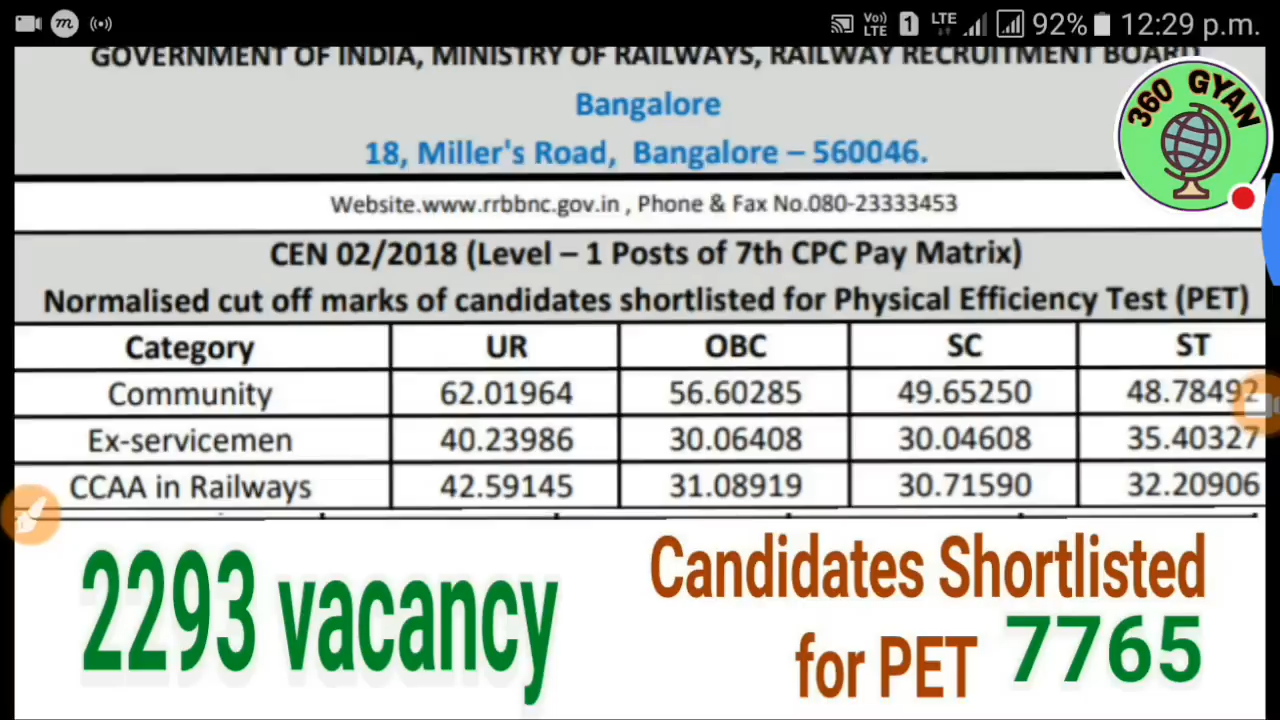 Vo)) LTE 1 LTE 92% 12:29 p.m.
GOVERNMENT OF INDIA, MINISTRY OF RAILWAYS, RAILWAY RECRUITMENT BOARD
360 GYAN
Bangalore
18, Miller's Road, Bangalore – 560046.
Website.www.rrbbnc.gov.in , Phone & Fax No.080-23333453
CEN 02/2018 (Level – 1 Posts of 7th CPC Pay Matrix)
Normalised cut off marks of candidates shortlisted for Physical Efficiency Test (PET)
Category UR OBC SC ST
Community 62.01964 56.60285 49.65250 48.78492
Ex-servicemen 40.23986 30.06408 30.04608 35.40327
CCAA in Railways 42.59145 31.08919 30.71590 32.20906
2293 vacancy
Candidates Shortlisted
for PET 7765